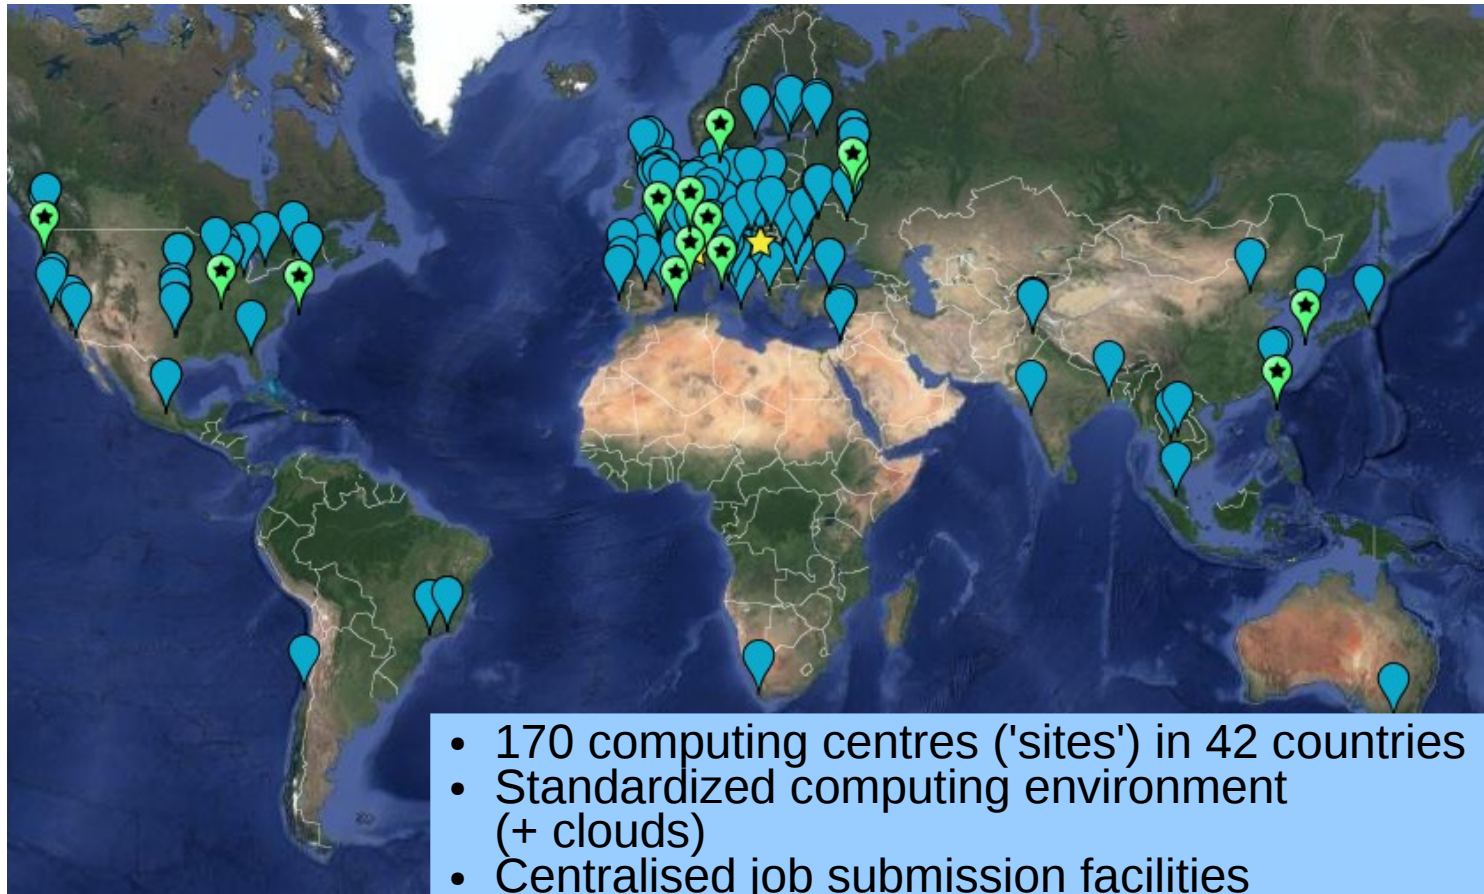 • 170 computing centres ('sites') in 42 countries
• Standardized computing environment
(+ clouds)
• Centralised job submission facilities